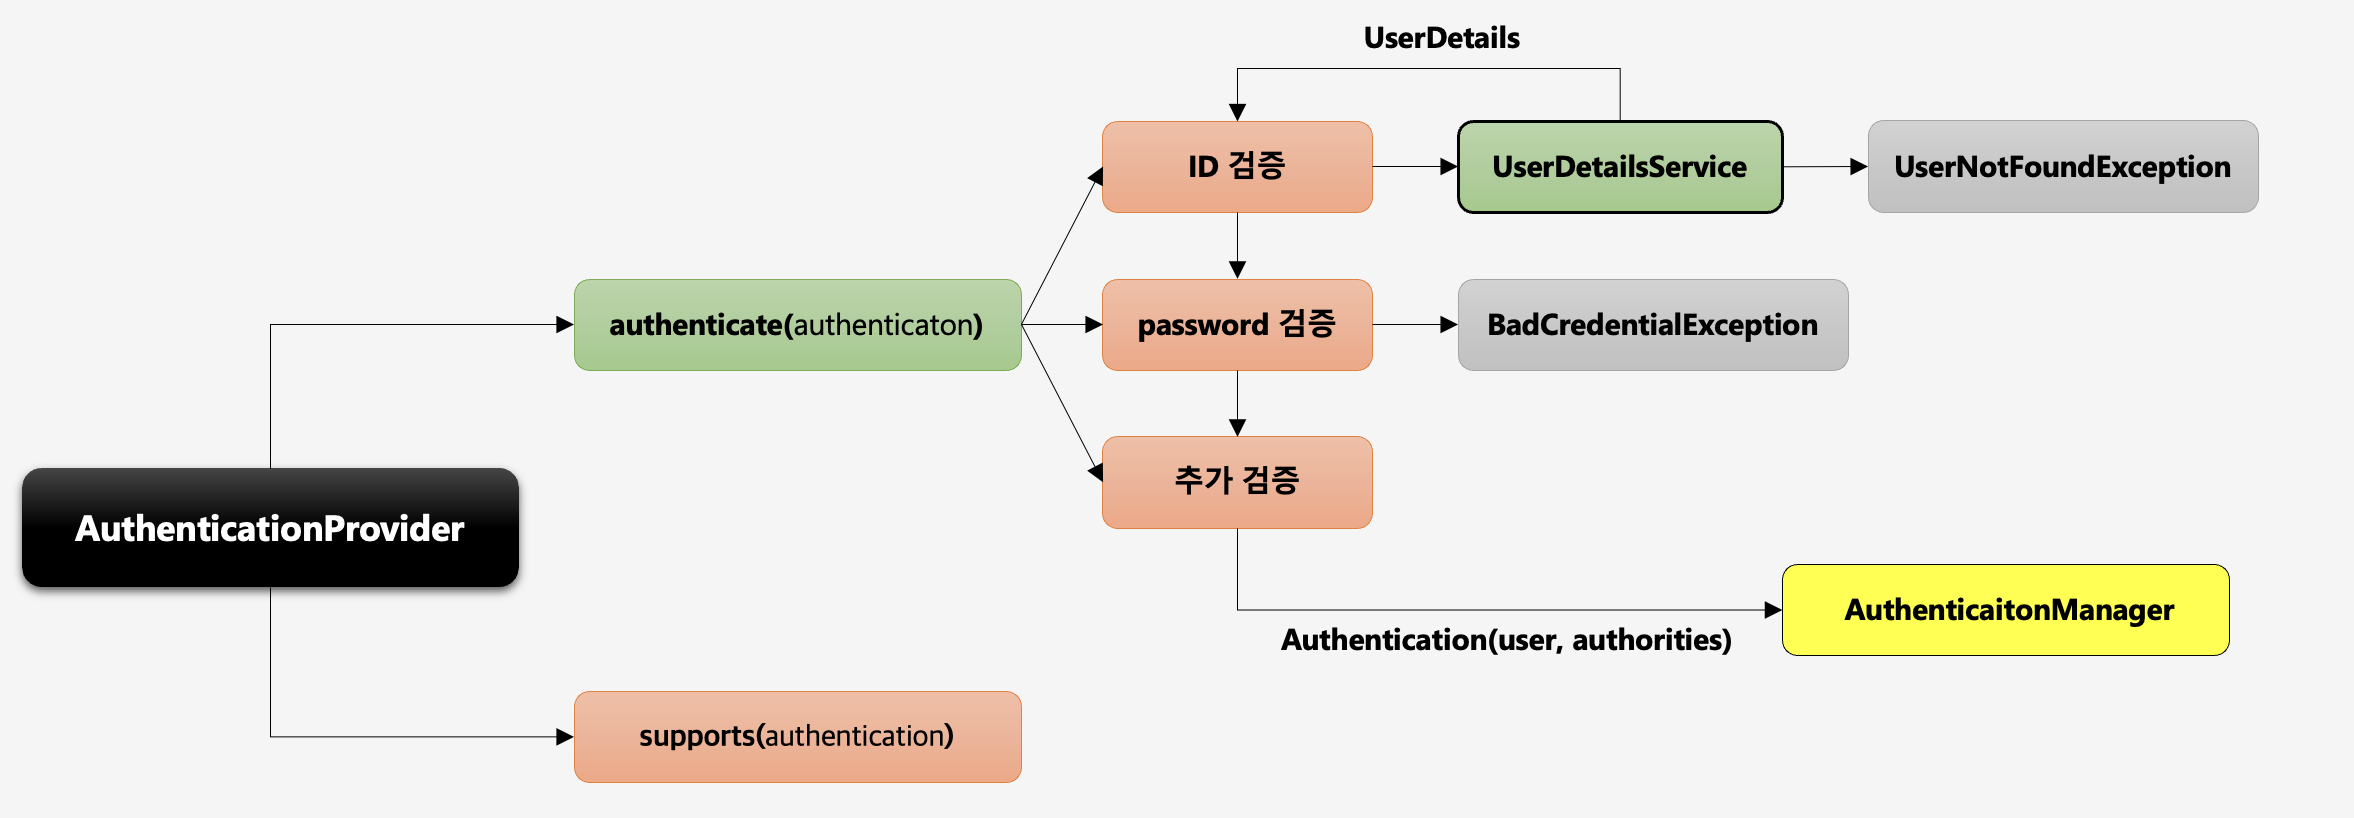 UserDetails
ID 검증
UserDetailsService
UserNotFoundException
authenticate(authenticaton)
password 검증
BadCredentialException
추가 검증
AuthenticationProvider
AuthenticaitonManager
Authentication(user, authorities)
supports(authentication)